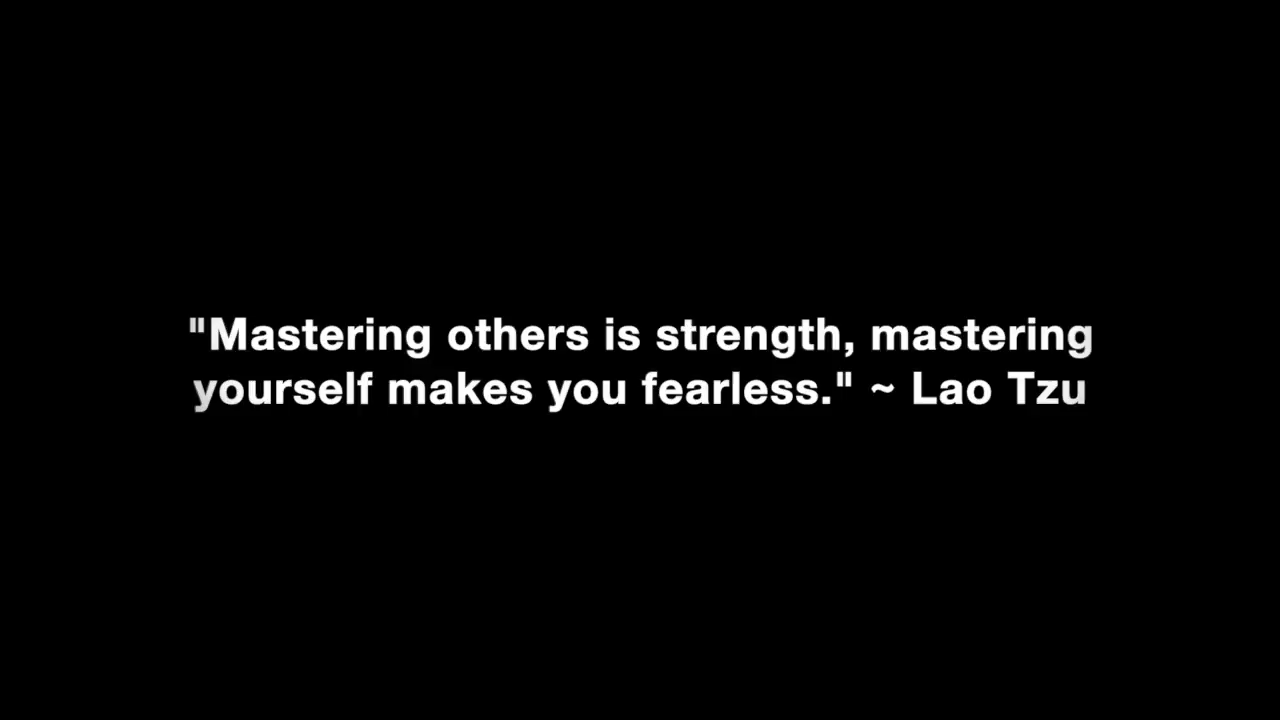 "Mastering others is strength, mastering
yourself makes you fearless." ~ Lao Tzu